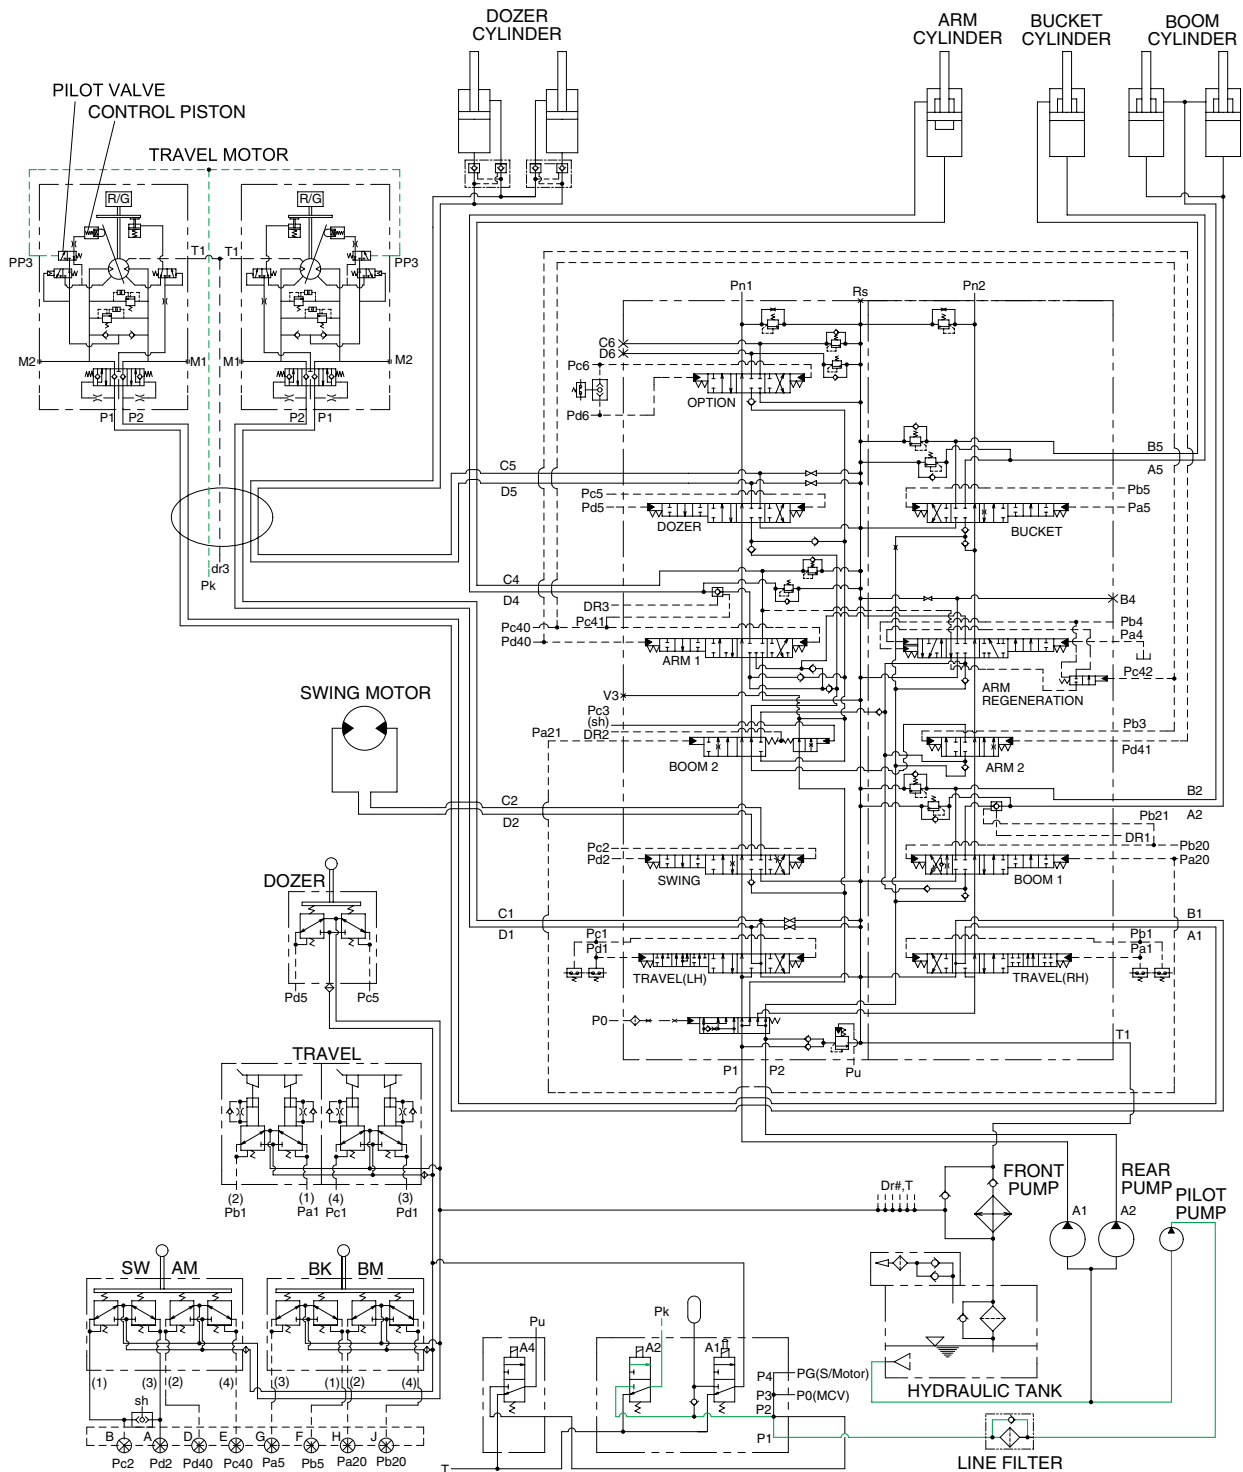 DOZER
CYLINDER
ARM
CYLINDER
BUCKET
CYLINDER
BOOM
CYLINDER
PILOT VALVE
CONTROL PISTON
TRAVEL MOTOR
R/G
R/G
T1
T1
PP3
PP3
M2
M1
M1
M2
P1
P2
P2
P1
Pn1
Rs
Pn2
C6
D6
Pc6
OPTION
Pd6
B5
A5
C5
D5
Pc5
Pd5
DOZER
Pb5
Pa5
BUCKET
dr3
Pk
C4
D4
DR3
Pc41
Pc40
Pd40
ARM 1
B4
Pb4
Pa4
Pc42
ARM
REGENERATION
SWING MOTOR
V3
Pc3
(sh)
DR2
Pa21
BOOM 2
Pb3
Pd41
ARM 2
C2
D2
B2
A2
Pb21
DR1
Pc2
Pd2
SWING
Pb20
Pa20
BOOM 1
DOZER
Pd5
Pc5
C1
D1
B1
A1
Pc1
Pd1
TRAVEL(LH)
Pb1
Pa1
TRAVEL(RH)
P0
P1
P2
Pu
T1
TRAVEL
(2)
(1)
(4)
(3)
Pb1
Pa1
Pc1
Pd1
Dr#,T
FRONT
PUMP
REAR
PUMP
PILOT
PUMP
A1
A2
SW
AM
BK
BM
(1)
(3)
(2)
(4)
(3)
(1)
(2)
(4)
sh
B
A
D
E
G
F
H
J
Pc2
Pd2
Pd40
Pc40
Pa5
Pb5
Pa20
Pb20
Pu
A4
Pk
A2
A1
P4
PG(S/Motor)
P3
P0(MCV)
P2
P1
T
HYDRAULIC TANK
LINE FILTER